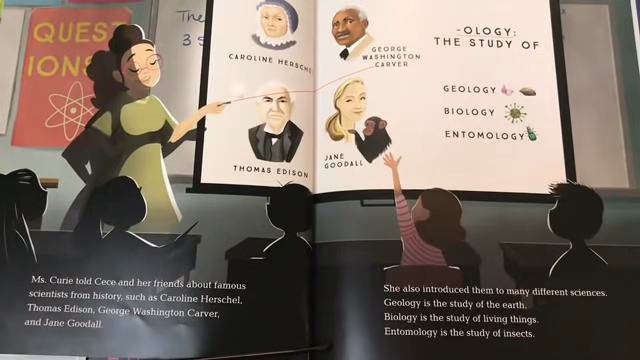 QUEST
IONS
The
3 5
CAROLINE HERSCHE
GEORGE
WASHINGTON
CARVER
THOMAS EDISON
JANE
GOODALL
-OLOGY:
THE STUDY OF
GEOLOGY
BIOLOGY
ENTOMOLOGY
Ms. Curie told Cece and her friends about famous
scientists from history, such as Caroline Herschel,
Thomas Edison, George Washington Carver,
and Jane Goodall.
She also introduced them to many different sciences.
Geology is the study of the earth.
Biology is the study of living things.
Entomology is the study of insects.